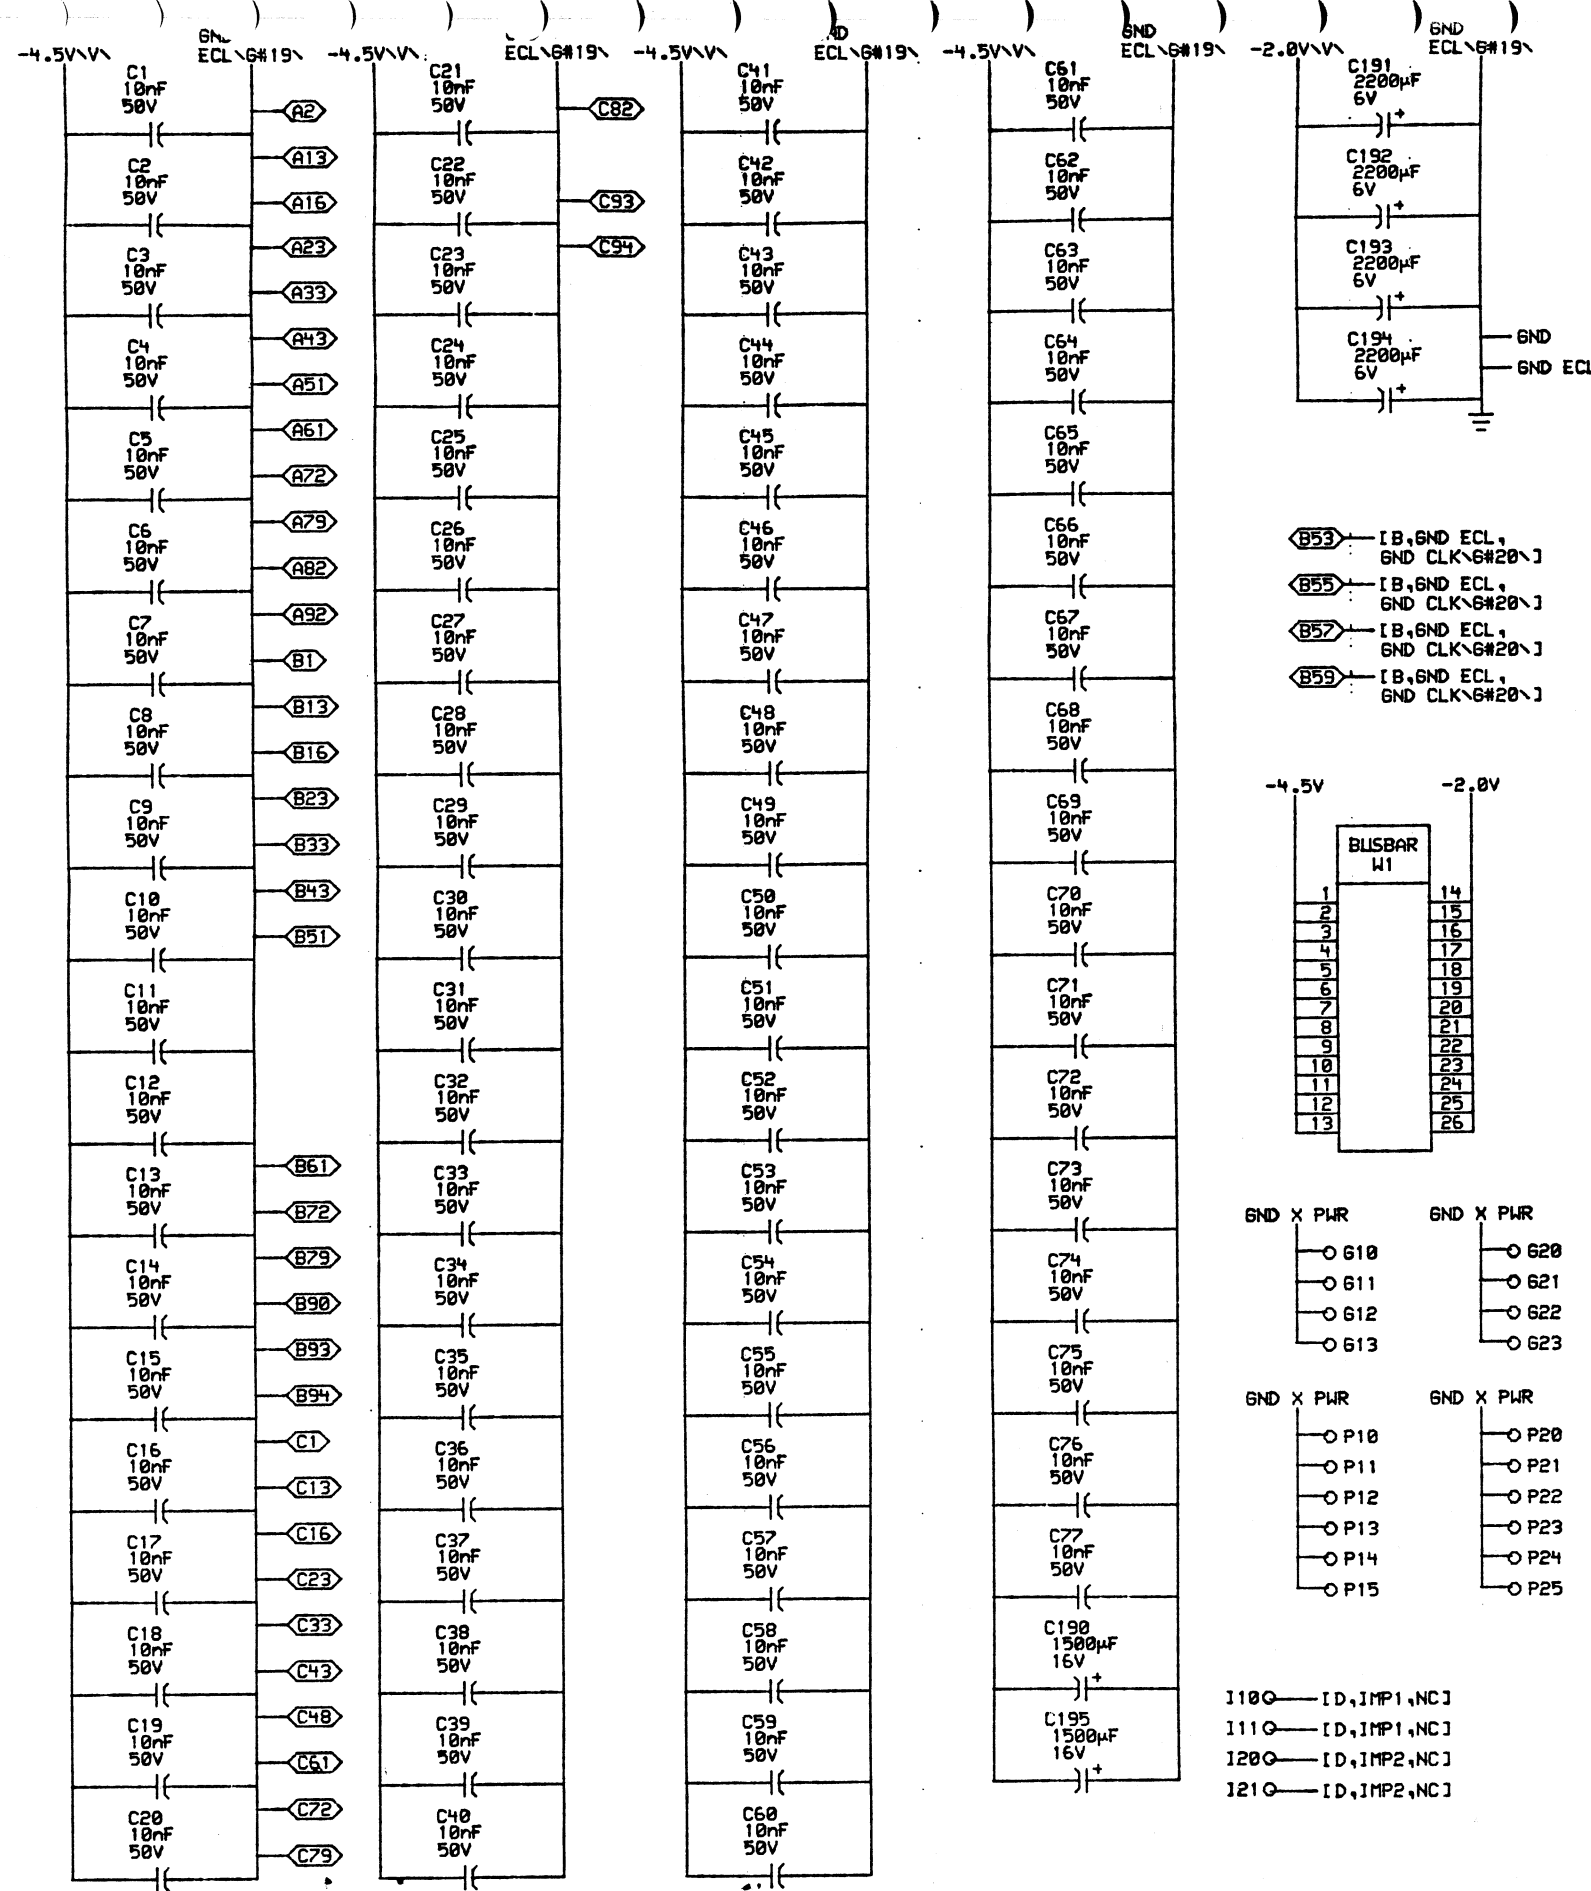 -4.5V\V\
ECL\G#19\
C1
10nF
50V
C2
10nF
50V
C3
10nF
50V
C4
10nF
50V
C5
10nF
50V
C6
10nF
50V
C7
10nF
50V
C8
10nF
50V
C9
10nF
50V
C10
10nF
50V
C11
10nF
50V
C12
10nF
50V
C13
10nF
50V
C14
10nF
50V
C15
10nF
50V
C16
10nF
50V
C17
10nF
50V
C18
10nF
50V
C19
10nF
50V
C20
10nF
50V
A2
A13
A16
A23
A33
A43
A51
A61
A72
A79
A82
A92
B1
B13
B16
B23
B33
B43
B51
B61
B72
B79
B90
B93
B94
C1
C13
C16
C23
C33
C43
C48
C61
C72
C79
-4.5V\V\
ECL\G#19\
C21
10nF
50V
C22
10nF
50V
C23
10nF
50V
C24
10nF
50V
C25
10nF
50V
C26
10nF
50V
C27
10nF
50V
C28
10nF
50V
C29
10nF
50V
C30
10nF
50V
C31
10nF
50V
C32
10nF
50V
C33
10nF
50V
C34
10nF
50V
C35
10nF
50V
C36
10nF
50V
C37
10nF
50V
C38
10nF
50V
C39
10nF
50V
C40
10nF
50V
C82
C93
C94
-4.5V\V\
ECL\G#19\
C41
10nF
50V
C42
10nF
50V
C43
10nF
50V
C44
10nF
50V
C45
10nF
50V
C46
10nF
50V
C47
10nF
50V
C48
10nF
50V
C49
10nF
50V
C50
10nF
50V
C51
10nF
50V
C52
10nF
50V
C53
10nF
50V
C54
10nF
50V
C55
10nF
50V
C56
10nF
50V
C57
10nF
50V
C58
10nF
50V
C59
10nF
50V
C60
10nF
50V
-4.5V\V\
GND
ECL\G#19\
C61
10nF
50V
C62
10nF
50V
C63
10nF
50V
C64
10nF
50V
C65
10nF
50V
C66
10nF
50V
C67
10nF
50V
C68
10nF
50V
C69
10nF
50V
C70
10nF
50V
C71
10nF
50V
C72
10nF
50V
C73
10nF
50V
C74
10nF
50V
C75
10nF
50V
C76
10nF
50V
C77
10nF
50V
C190
1500µF
16V
+
C195
1500µF
16V
+
-2.0V\V\
GND
ECL\G#19\
C191
2200µF
6V
+
C192
2200µF
6V
+
C193
2200µF
6V
+
C194
2200µF
6V
+
GND
GND ECL
B53 [B,GND ECL,
GND CLK\G#20\]
B55 [B,GND ECL,
GND CLK\G#20\]
B57 [B,GND ECL,
GND CLK\G#20\]
B59 [B,GND ECL,
GND CLK\G#20\]
-4.5V -2.0V
BUSBAR
W1
1 14
2 15
3 16
4 17
5 18
6 19
7 20
8 21
9 22
10 23
11 24
12 25
13 26
GND X PWR
G10
G11
G12
G13
GND X PWR
G20
G21
G22
G23
GND X PWR
P10
P11
P12
P13
P14
P15
GND X PWR
P20
P21
P22
P23
P24
P25
I10 [D,IMP1,NC]
I11 [D,IMP1,NC]
I20 [D,IMP2,NC]
I21 [D,IMP2,NC]